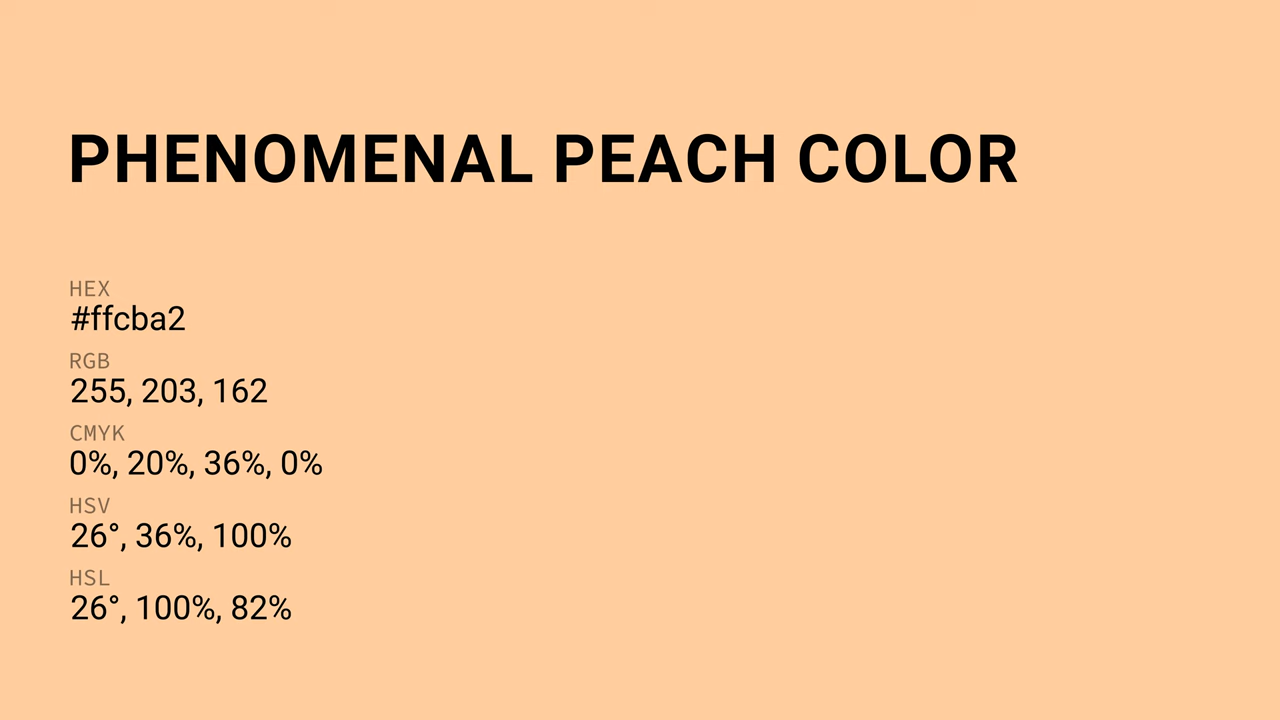 PHENOMENAL PEACH COLOR
HEX
#ffcba2
RGB
255, 203, 162
CMYK
0%, 20%, 36%, 0%
HSV
26°, 36%, 100%
HSL
26°, 100%, 82%